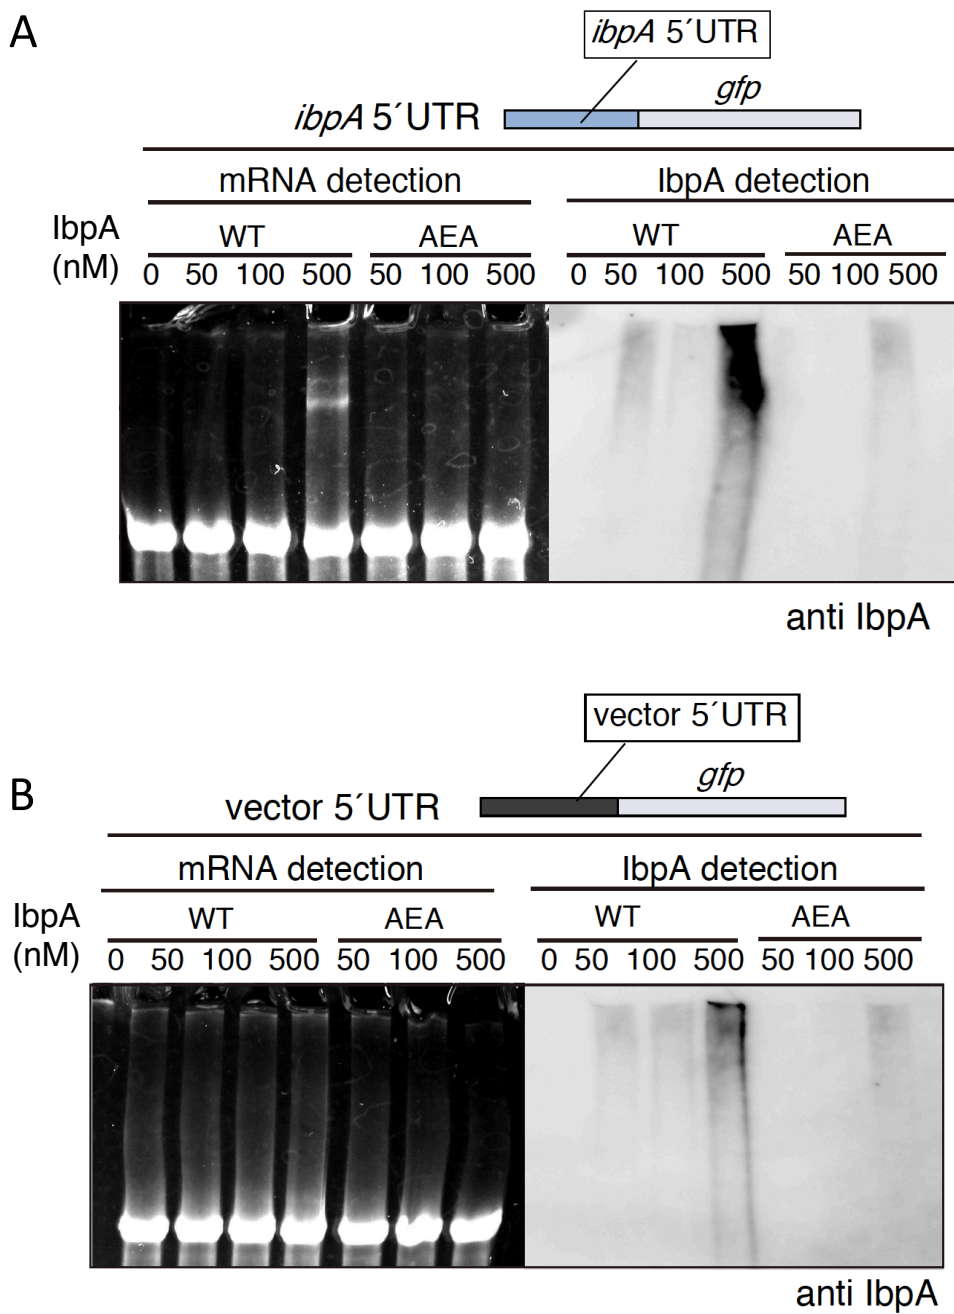 A
ibpA 5´UTR
gfp
ibpA 5´UTR
mRNA detection IbpA detection
IbpA
(nM)
WT AEA WT AEA
0 50 100 500 50 100 500 0 50 100 500 50 100 500
anti IbpA
vector 5´UTR
B
gfp
vector 5´UTR
mRNA detection IbpA detection
IbpA
(nM)
WT AEA WT AEA
0 50 100 500 50 100 500 0 50 100 500 50 100 500
anti IbpA